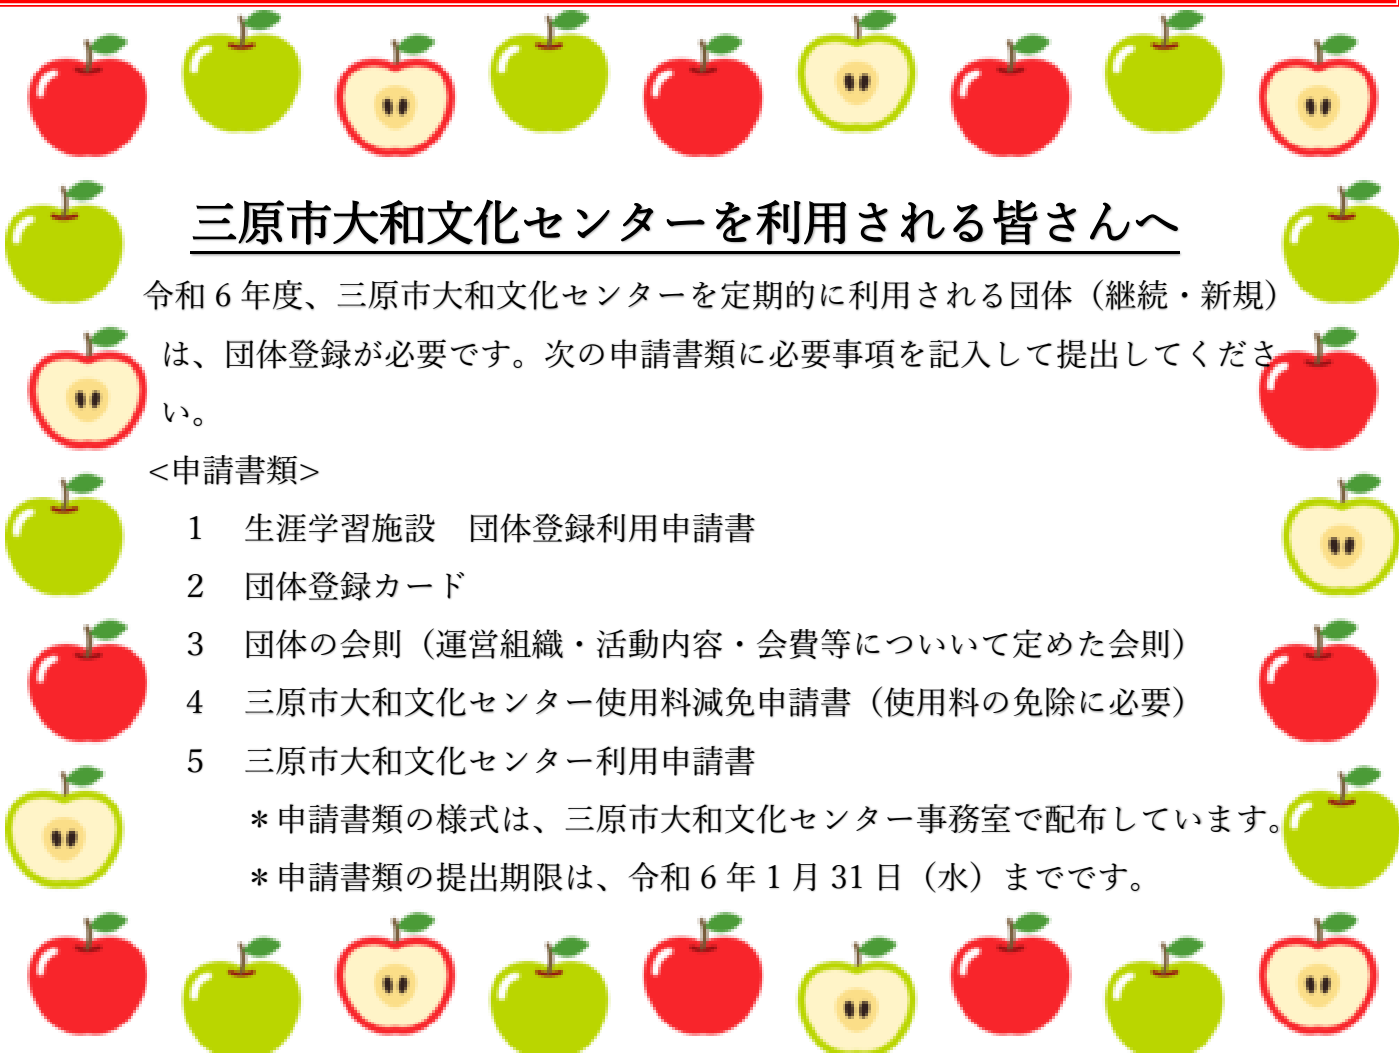 三原市大和文化センターを利用される皆さんへ
令和 6 年度、三原市大和文化センターを定期的に利用される団体（継続・新規）
は、団体登録が必要です。次の申請書類に必要事項を記入して提出してくださ
い。
<申請書類>
1　生涯学習施設　団体登録利用申請書
2　団体登録カード
3　団体の会則（運営組織・活動内容・会費等についいて定めた会則）
4　三原市大和文化センター使用料減免申請書（使用料の免除に必要）
5　三原市大和文化センター利用申請書
＊申請書類の様式は、三原市大和文化センター事務室で配布しています。
＊申請書類の提出期限は、令和 6 年 1 月 31 日（水）までです。